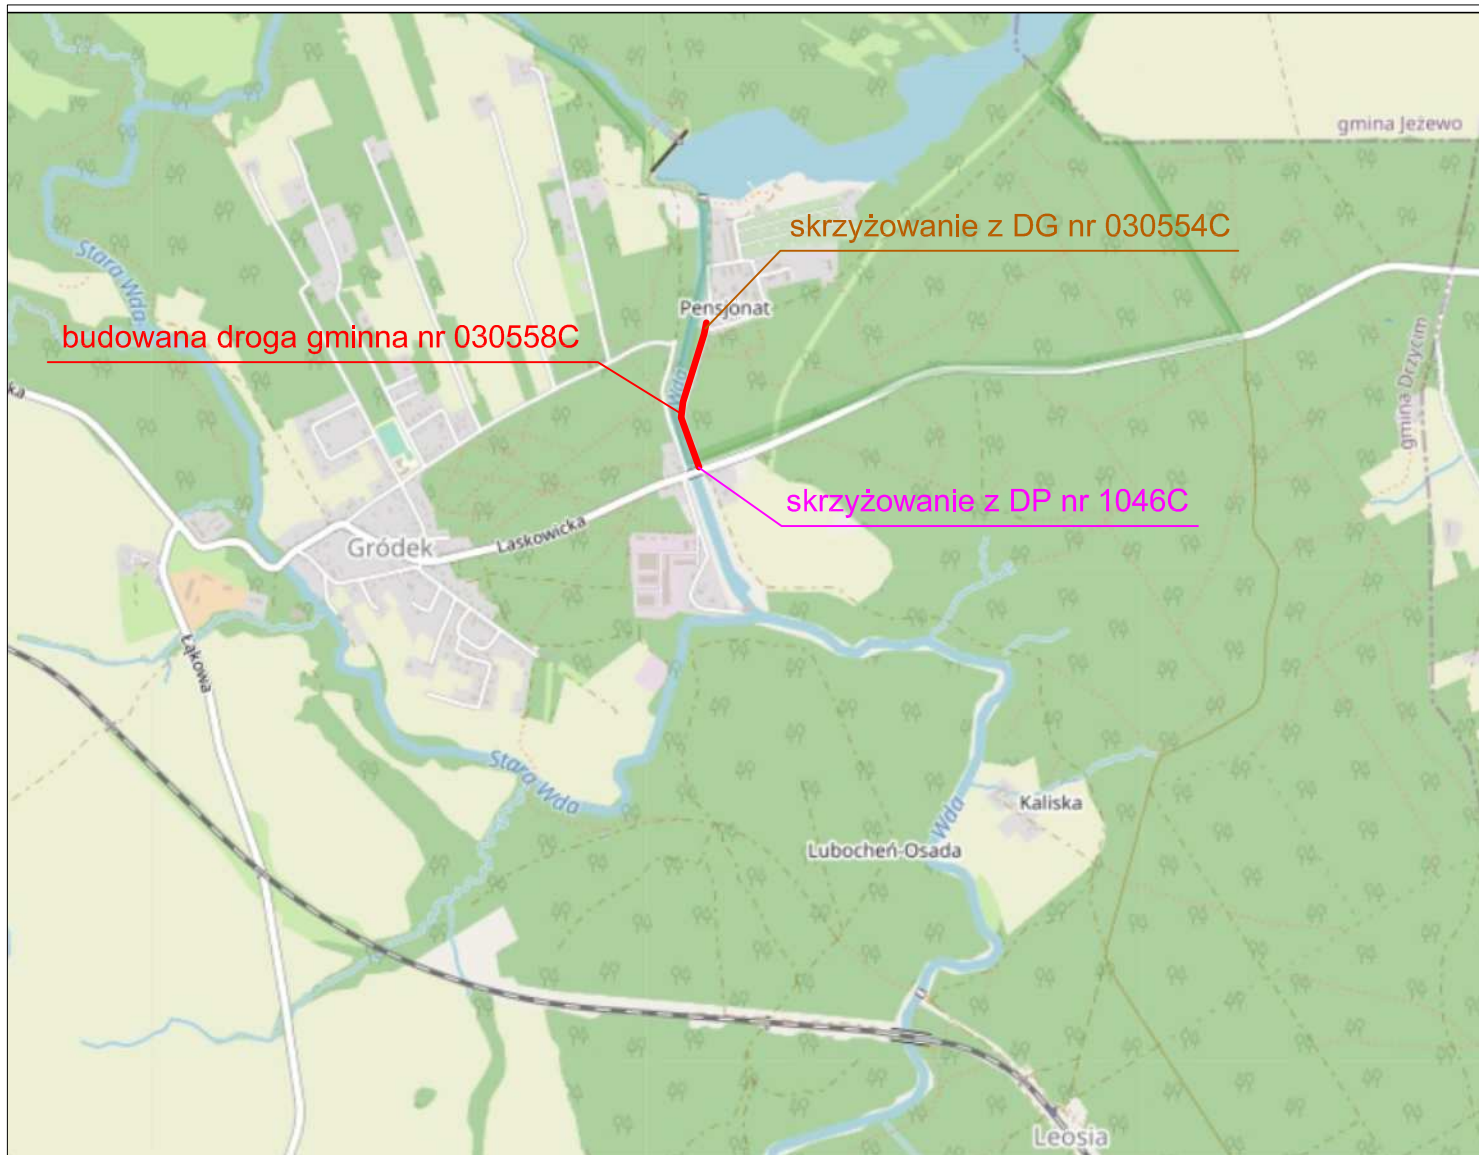 gmina Jeżewo
skrzyżowanie z DG nr 030554C
Stara Wda
Pensjonat
budowana droga gminna nr 030558C
gmina Drzycim
Wda
ka
skrzyżowanie z DP nr 1046C
Laskowicka
Gródek
Łąkowa
Stara Wda
Kaliska
Wda
Lubocheń-Osada
Leosia